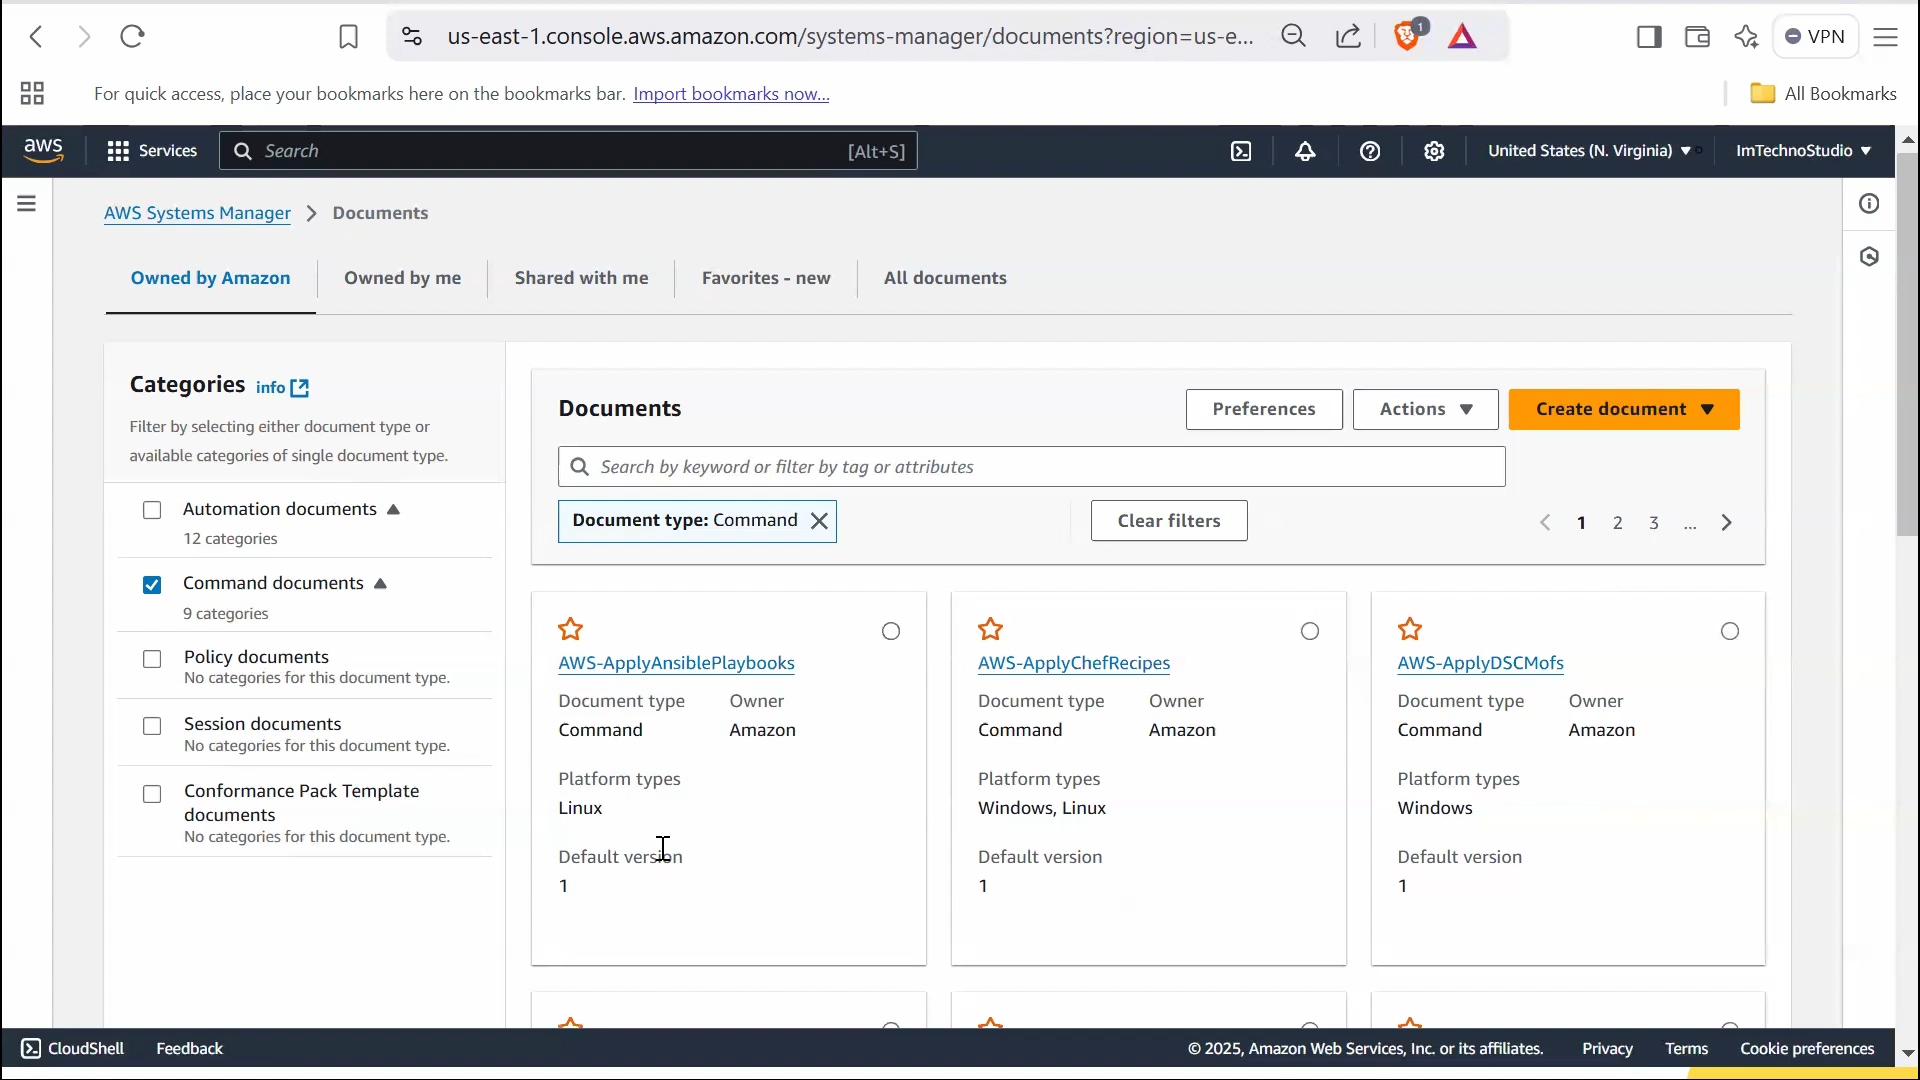 us-east-1.console.aws.amazon.com/systems-manager/documents?region=us-e...
1
VPN
For quick access, place your bookmarks here on the bookmarks bar. Import bookmarks now...
All Bookmarks
aws
Services
Search
[Alt+S]
United States (N. Virginia)
ImTechnoStudio
AWS Systems Manager
Documents
Owned by Amazon
Owned by me
Shared with me
Favorites - new
All documents
Categories info
Filter by selecting either document type or
available categories of single document type.
Automation documents
12 categories
Command documents
9 categories
Policy documents
No categories for this document type.
Session documents
No categories for this document type.
Conformance Pack Template
documents
No categories for this document type.
Documents
Preferences
Actions
Create document
Search by keyword or filter by tag or attributes
Document type: Command
Clear filters
1 2 3 ...
AWS-ApplyAnsiblePlaybooks
Document type Owner
Command Amazon
Platform types
Linux
Default version
1
AWS-ApplyChefRecipes
Document type Owner
Command Amazon
Platform types
Windows, Linux
Default version
1
AWS-ApplyDSCMofs
Document type Owner
Command Amazon
Platform types
Windows
Default version
1
CloudShell
Feedback
© 2025, Amazon Web Services, Inc. or its affiliates.
Privacy
Terms
Cookie preferences